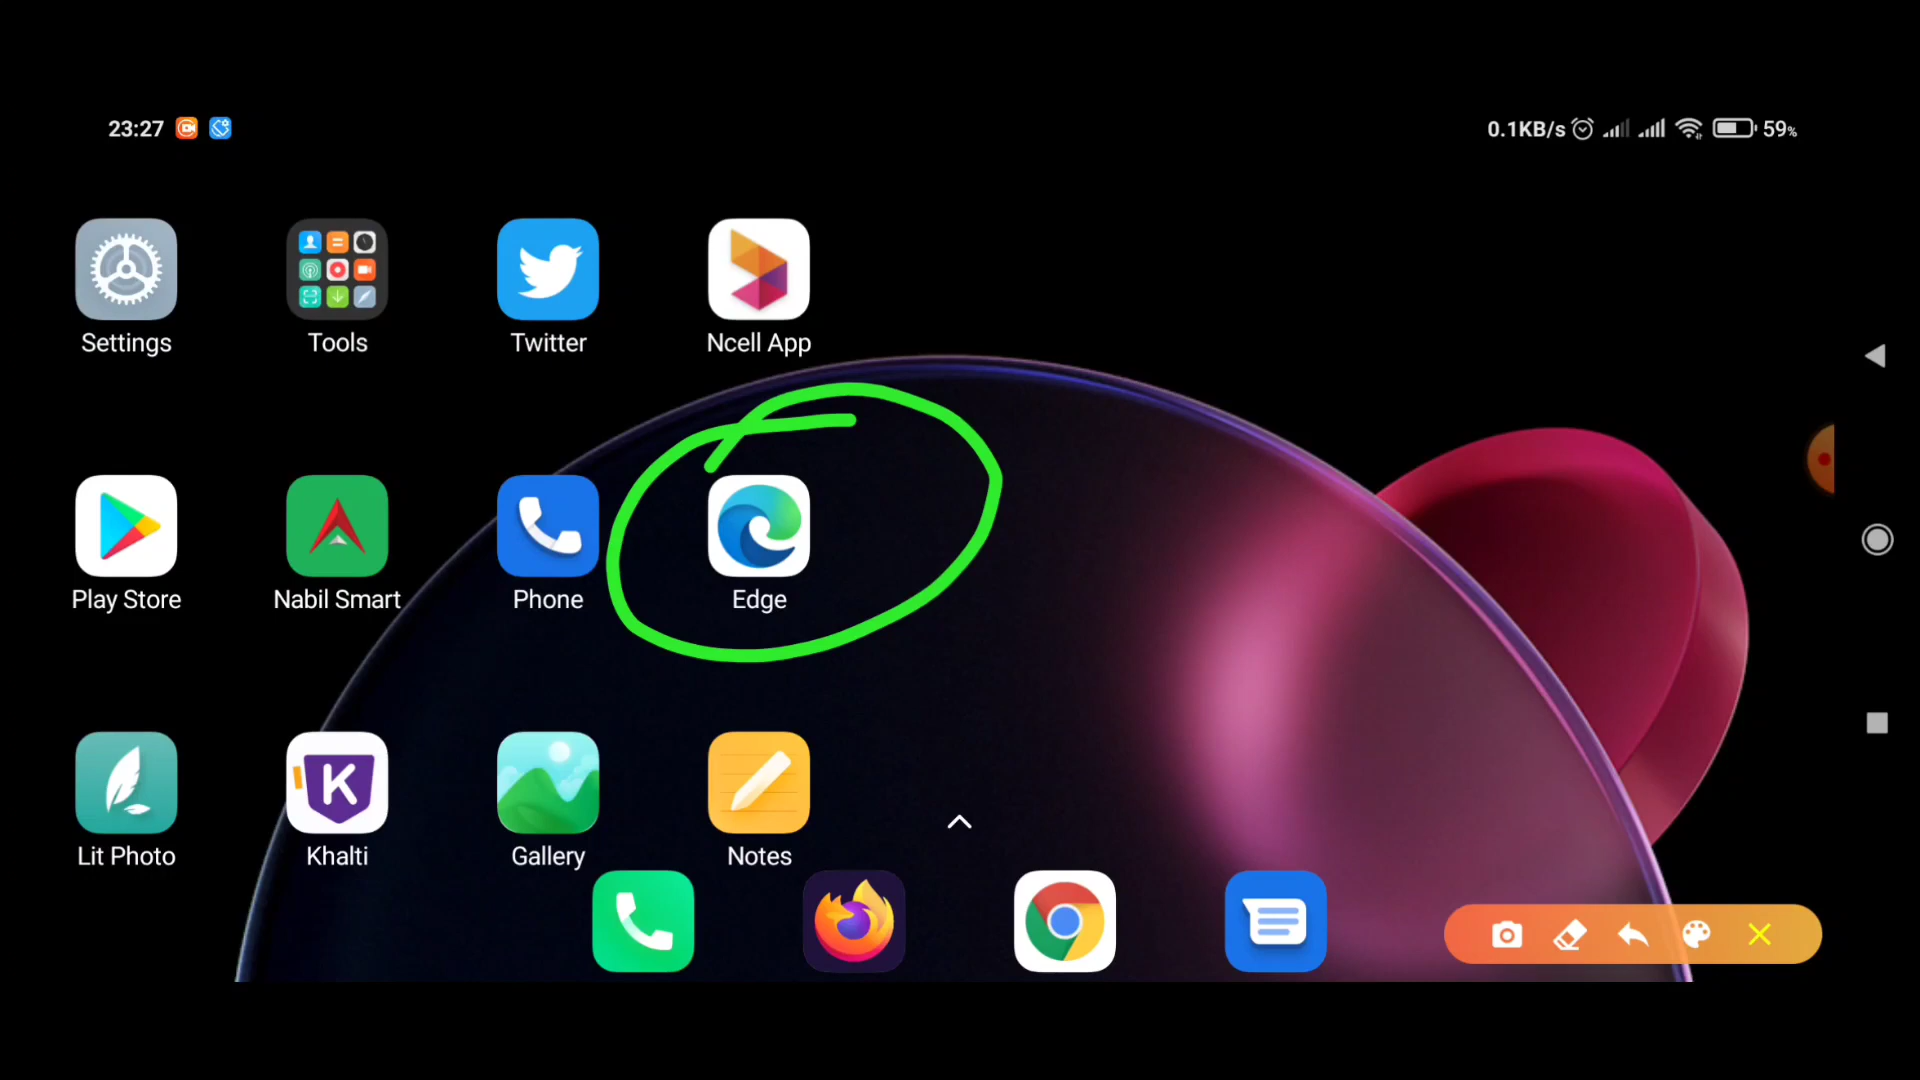 23:27 0.1KB/s 59%
Settings Tools Twitter Ncell App
Play Store Nabil Smart Phone Edge
K
Lit Photo Khalti Gallery Notes